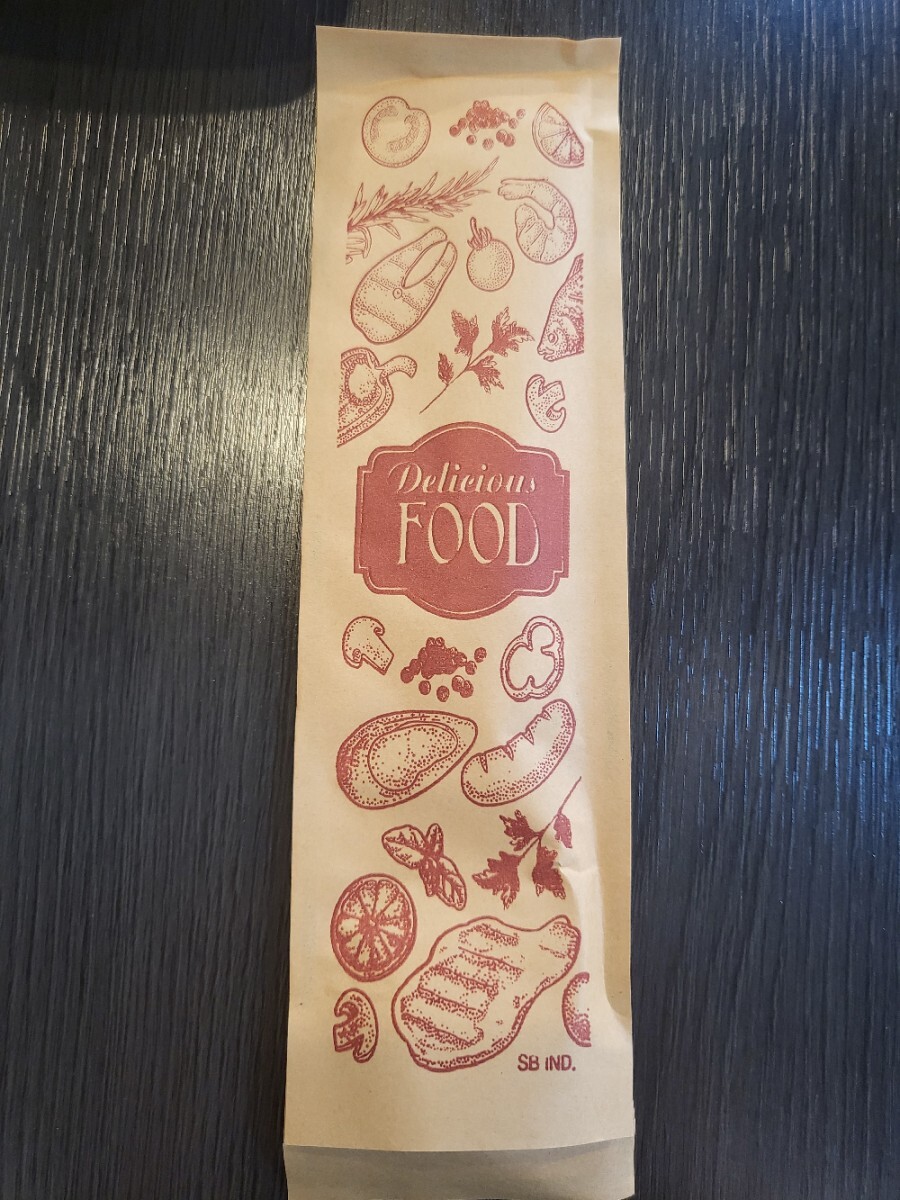 Delicious
FOOD
SB IND.